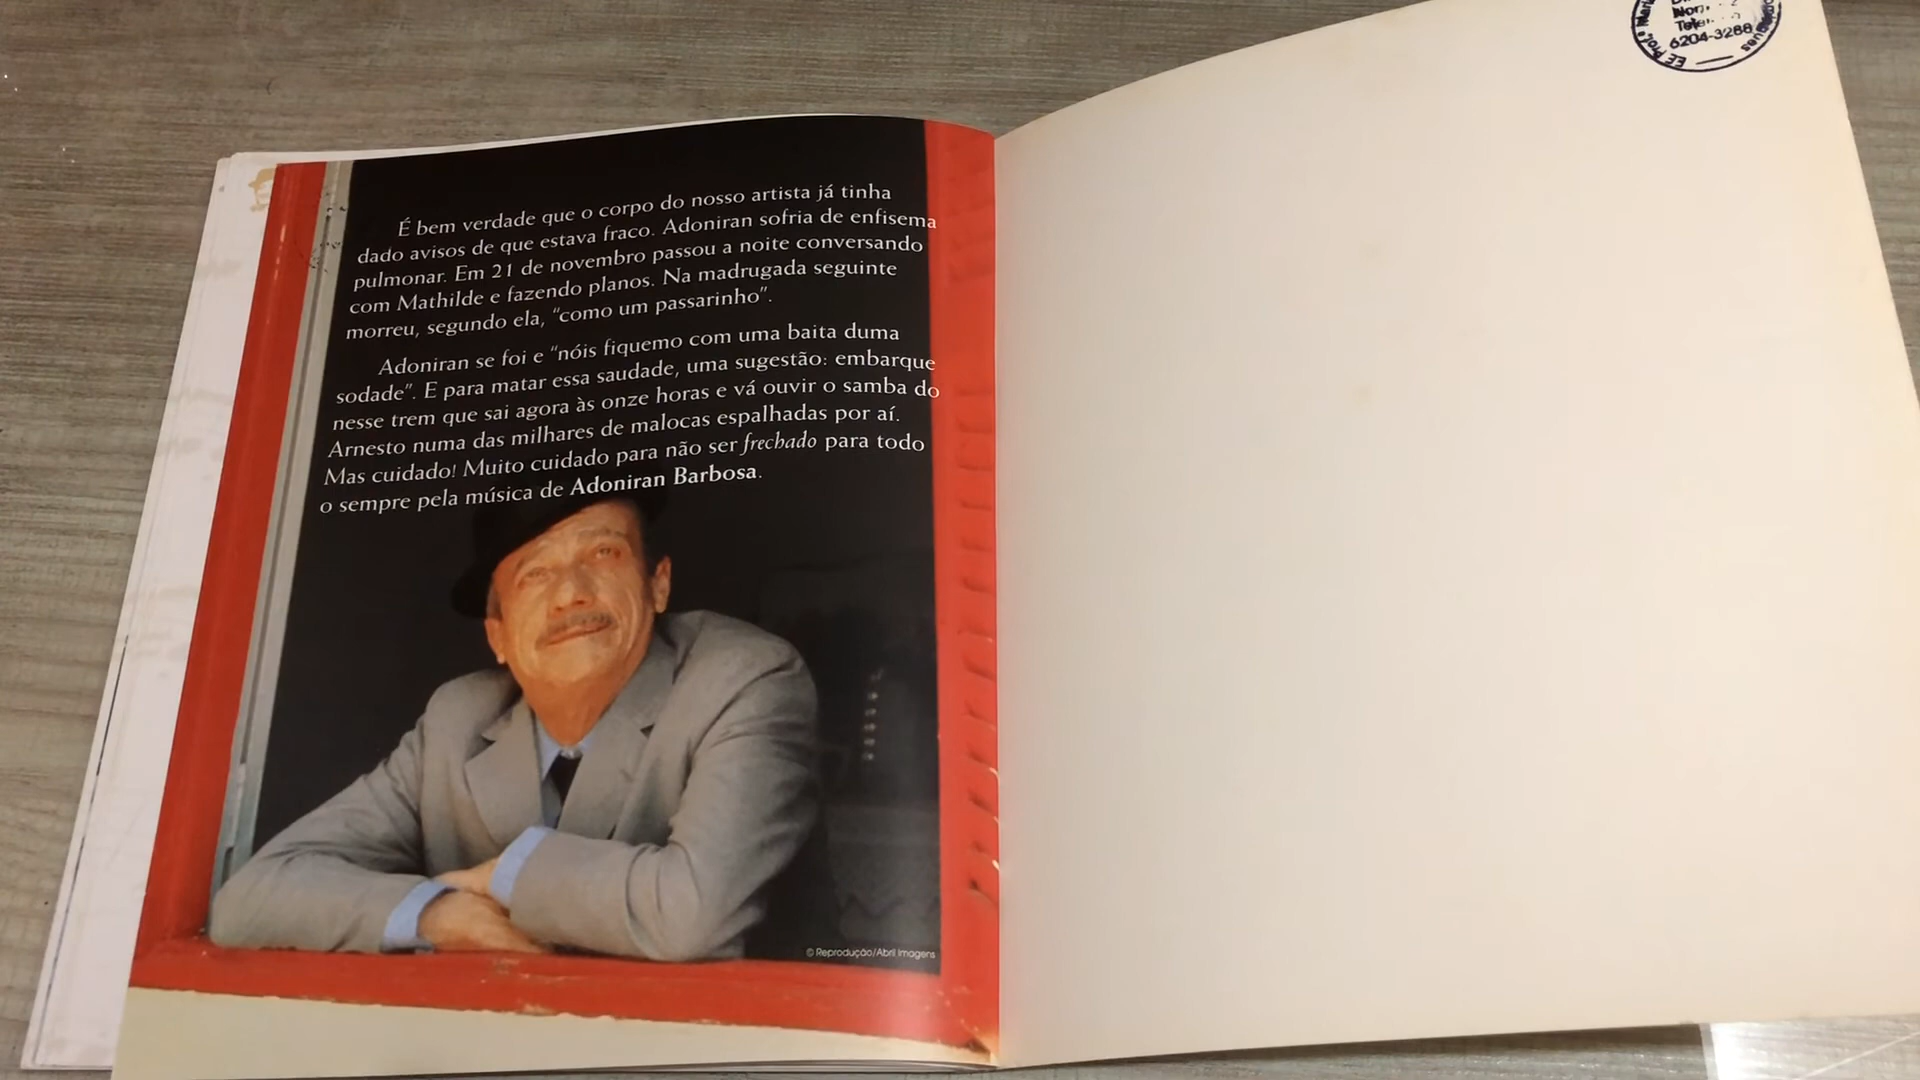 É bem verdade que o corpo do nosso artista já tinha
dado avisos de que estava fraco. Adoniran sofria de enfisema
pulmonar. Em 21 de novembro passou a noite conversando
com Mathilde e fazendo planos. Na madrugada seguinte
morreu, segundo ela, “como um passarinho”.
Adoniran se foi e “nóis fiquemo com uma baita duma
sodade”. E para matar essa saudade, uma sugestão: embarque
nesse trem que sai agora às onze horas e vá ouvir o samba do
Arnesto numa das milhares de malocas espalhadas por aí.
Mas cuidado! Muito cuidado para não ser frechado para todo
o sempre pela música de Adoniran Barbosa.
© Reprodução/Abril Imagens
6204-3288
EE Prof.ª